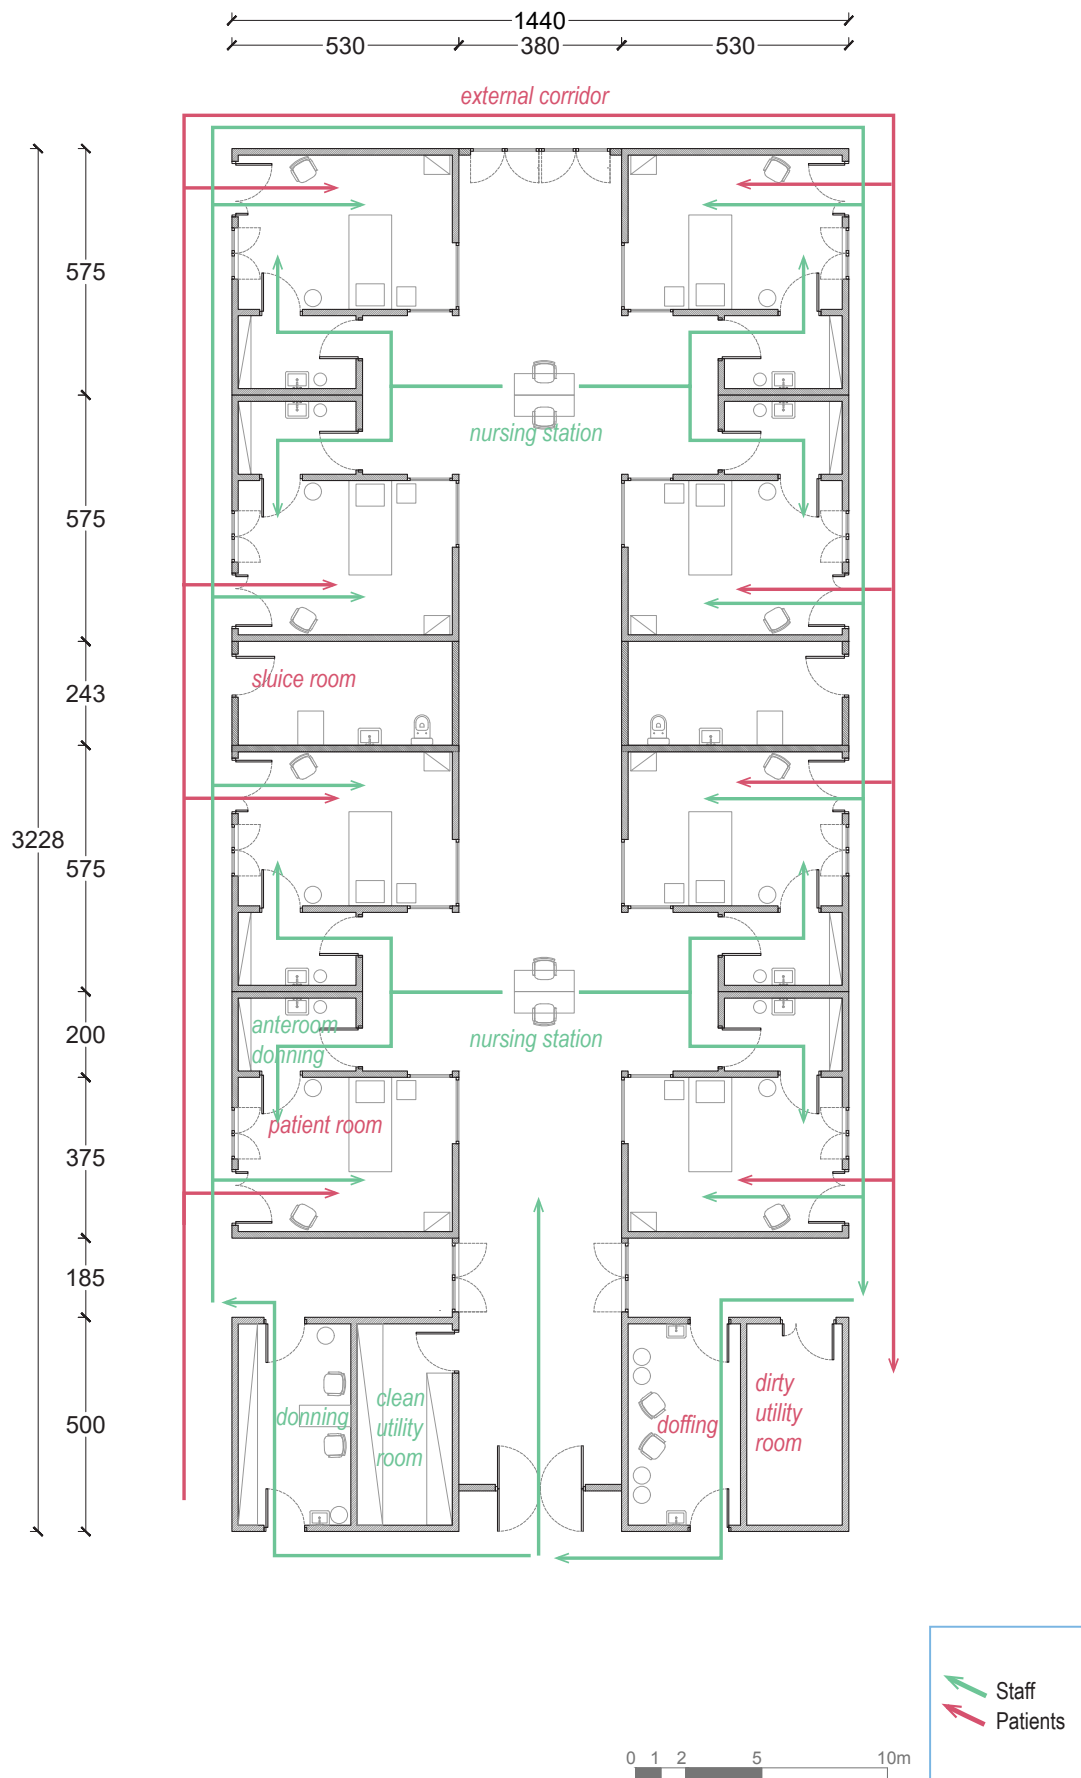 1440
530
380
530
external corridor
575
nursing station
575
sluice room
243
3228
575
anteroom
donning
200
nursing station
patient room
375
185
donning
clean
utility
room
doffing
dirty
utility
room
500
Staff
Patients
0 1 2 5 10m